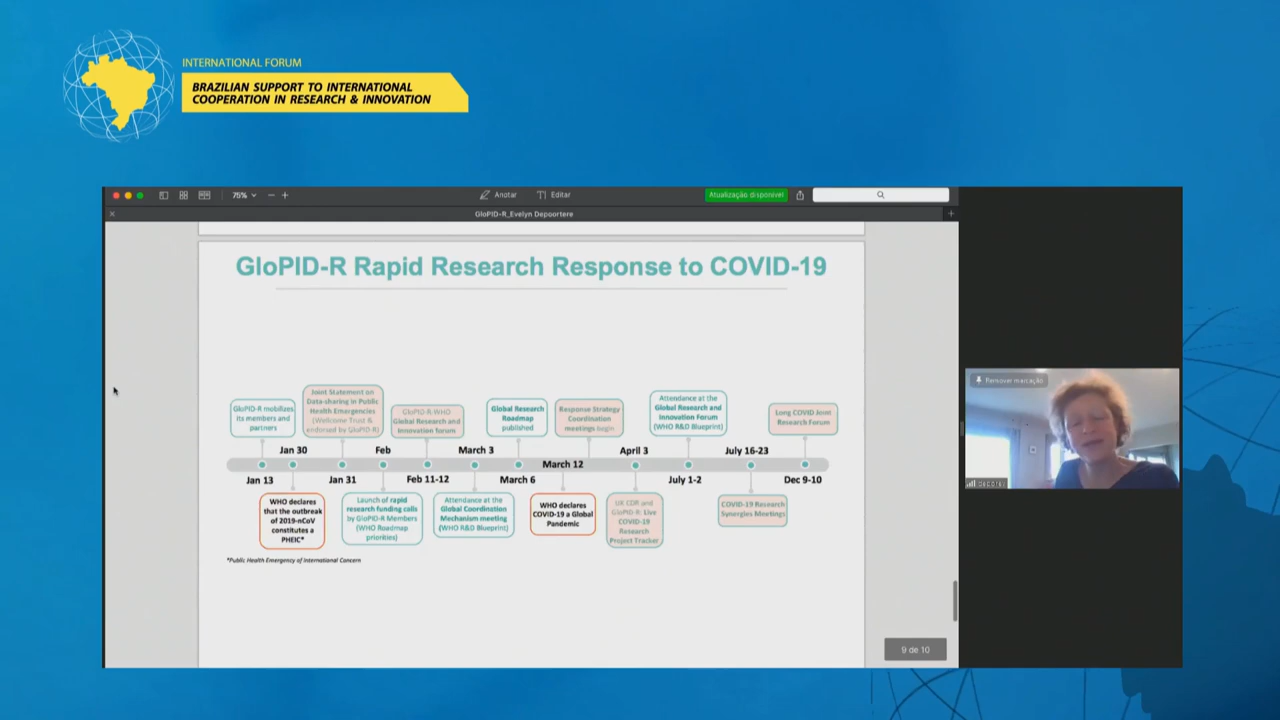 INTERNATIONAL FORUM
BRAZILIAN SUPPORT TO INTERNATIONAL
COOPERATION IN RESEARCH & INNOVATION
75%
Anotar
Editar
Atualização disponível
GloPID-R_Evelyn Depoortere
GloPID-R Rapid Research Response to COVID-19
GloPID-R mobilizes
its members and
partners
Joint Statement on
Data-sharing in Public
Health Emergencies
(Wellcome Trust &
endorsed by GloPID-R)
GloPID-R-WHO
Global Research and
Innovation forum
Global Research
Roadmap
published
Response Strategy
Coordination
meetings begin
Attendance at the
Global Research and
Innovation Forum
(WHO R&D Blueprint)
Long COVID Joint
Research Forum
Jan 30
Feb
March 3
March 12
April 3
July 16-23
Jan 13
Jan 31
Feb 11-12
March 6
July 1-2
Dec 9-10
WHO declares
that the outbreak
of 2019-nCoV
constitutes a
PHEIC*
Launch of rapid
research funding calls
by GloPID-R Members
(WHO Roadmap
priorities)
Attendance at the
Global Coordination
Mechanism meeting
(WHO R&D Blueprint)
WHO declares
COVID-19 a Global
Pandemic
UK CDR and
GloPID-R: Live
COVID-19
Research
Project Tracker
COVID-19 Research
Synergies Meetings
*Public Health Emergency of International Concern
9 de 10
Remover marcação